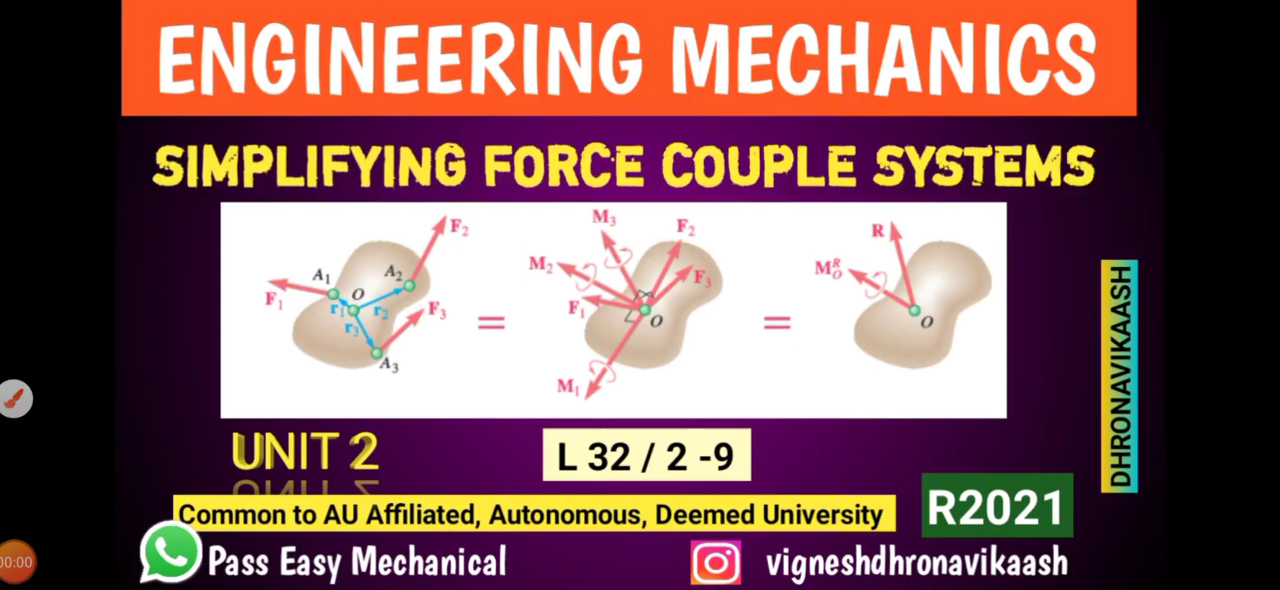 ENGINEERING MECHANICS
SIMPLIFYING FORCE COUPLE SYSTEMS
F₂
A₁
A₂
F₁
O
r₁
r₂
F₃
r₃
A₃
=
M₃
F₂
M₂
F₃
F₁
O
M₁
=
R
M_O^R
O
DHRONAVIKAASH
UNIT 2
L 32 / 2 -9
Common to AU Affiliated, Autonomous, Deemed University
R2021
00:00
Pass Easy Mechanical
vigneshdhronavikaash